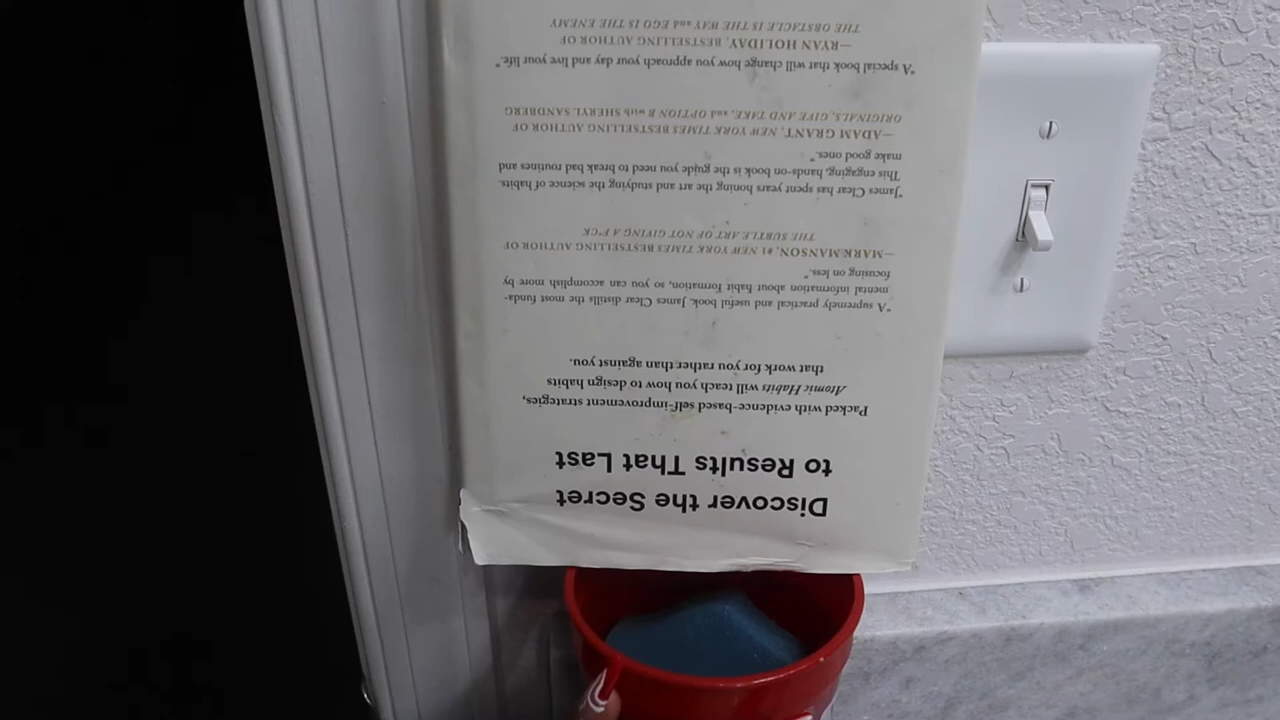 Discover the Secret
to Results That Last
Packed with evidence-based self-improvement strategies,
Atomic Habits will teach you how to design habits
that work for you rather than against you.
"A supremely practical and useful book. James Clear distills the most funda-
mental information about habit formation, so you can accomplish more by
focusing on less."
—MARK MANSON, #1 NEW YORK TIMES BESTSELLING AUTHOR OF
THE SUBTLE ART OF NOT GIVING A F*CK
"James Clear has spent years honing the art and studying the science of habits.
This engaging, hands-on book is the guide you need to break bad routines and
make good ones."
—ADAM GRANT, NEW YORK TIMES BESTSELLING AUTHOR OF
ORIGINALS, GIVE AND TAKE, and OPTION B with SHERYL SANDBERG
"A special book that will change how you approach your day and live your life."
—RYAN HOLIDAY, BESTSELLING AUTHOR OF
THE OBSTACLE IS THE WAY and EGO IS THE ENEMY